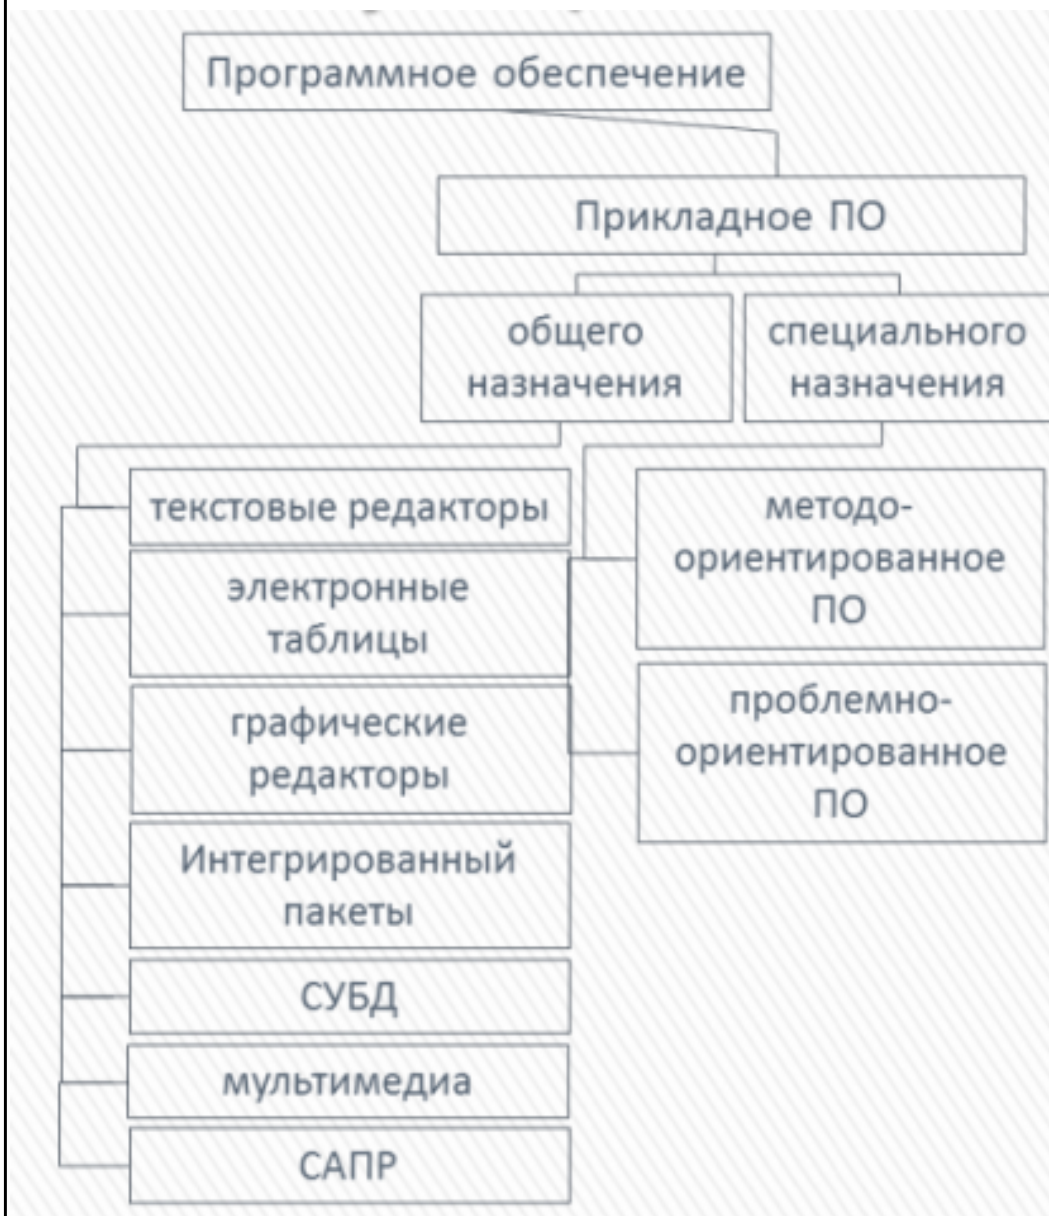 Программное обеспечение
Прикладное ПО
общего
назначения
специального
назначения
текстовые редакторы
электронные
таблицы
графические
редакторы
Интегрированный
пакеты
СУБД
мультимедиа
САПР
методо-
ориентированное
ПО
проблемно-
ориентированное
ПО